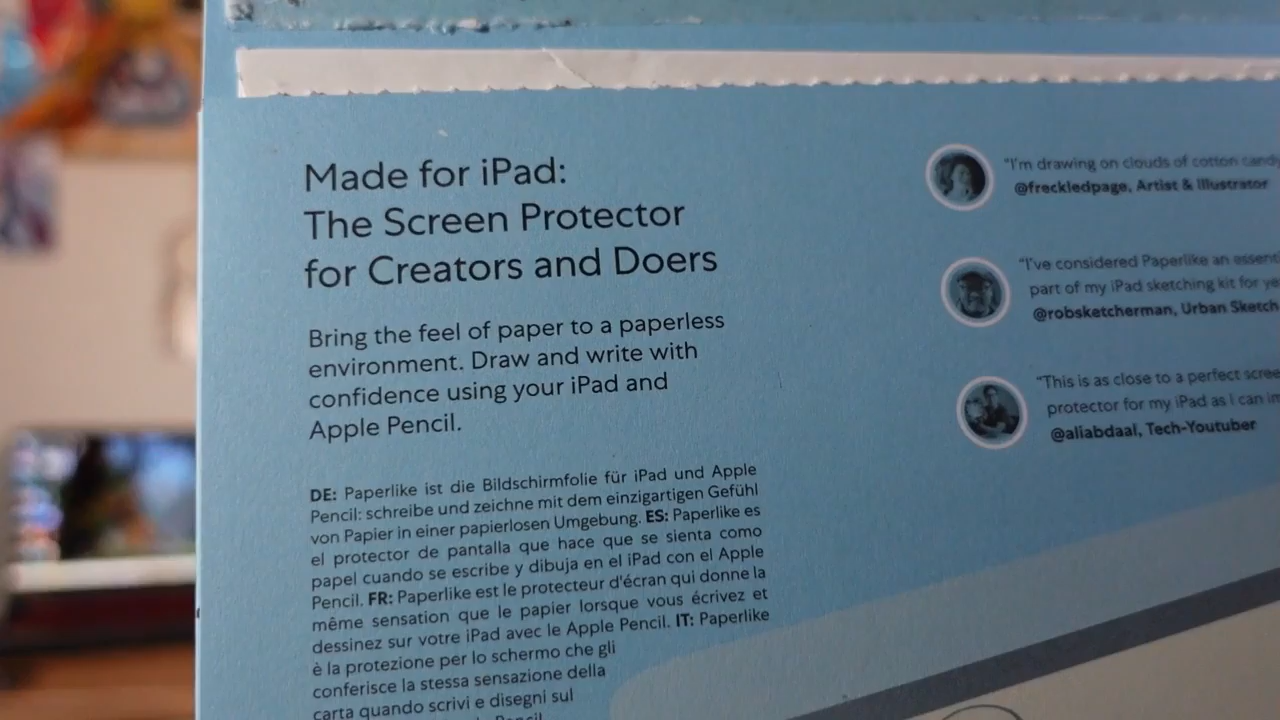 Made for iPad:
The Screen Protector
for Creators and Doers
Bring the feel of paper to a paperless
environment. Draw and write with
confidence using your iPad and
Apple Pencil.
DE: Paperlike ist die Bildschirmfolie für iPad und Apple
Pencil: schreibe und zeichne mit dem einzigartigen Gefühl
von Papier in einer papierlosen Umgebung. ES: Paperlike es
el protector de pantalla que hace que se sienta como
papel cuando se escribe y dibuja en el iPad con el Apple
Pencil. FR: Paperlike est le protecteur d'écran qui donne la
même sensation que le papier lorsque vous écrivez et
dessinez sur votre iPad avec le Apple Pencil. IT: Paperlike
è la protezione per lo schermo che gli
conferisce la stessa sensazione della
carta quando scrivi e disegni sul
Pencil.
"I'm drawing on clouds of cotton
@freckledpage, Artist & Illustrator
"I've considered Paperlike an
part of my iPad sketching kit for
@robsketcherman, Urban
"This is as close to a perfect
protector for my iPad as I can
@aliabdaal, Tech-Youtuber